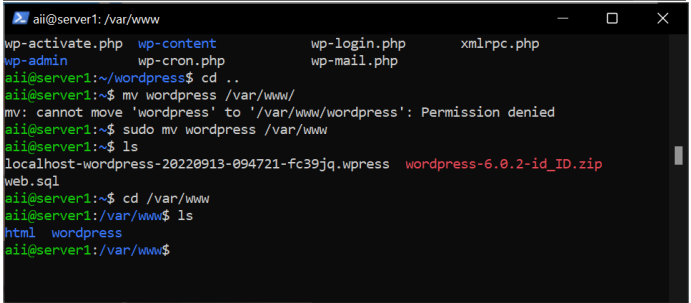 aii@server1: /var/www
wp-activate.php  wp-content            wp-login.php       xmlrpc.php
wp-admin         wp-cron.php           wp-mail.php
aii@server1:~/wordpress$ cd ..
aii@server1:~$ mv wordpress /var/www/
mv: cannot move 'wordpress' to '/var/www/wordpress': Permission denied
aii@server1:~$ sudo mv wordpress /var/www
aii@server1:~$ ls
localhost-wordpress-20220913-094721-fc39jq.wpress  wordpress-6.0.2-id_ID.zip
web.sql
aii@server1:~$ cd /var/www
aii@server1:/var/www$ ls
html  wordpress
aii@server1:/var/www$